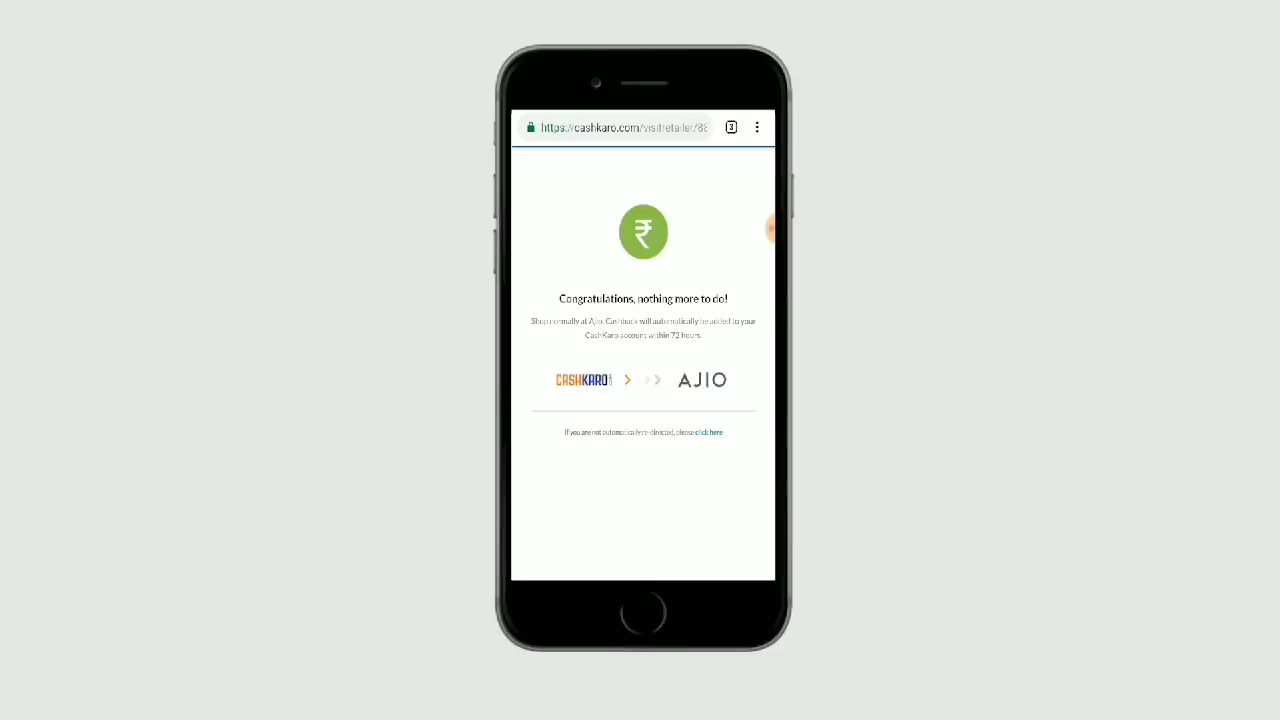 https://cashkaro.com/visitretailer/88
3
Congratulations, nothing more to do!
Shop normally at Ajio. Cashback will automatically be added to your
CashKaro account within 72 hours.
CASHKARO
AJIO
If you are not automatically re-directed, please click here